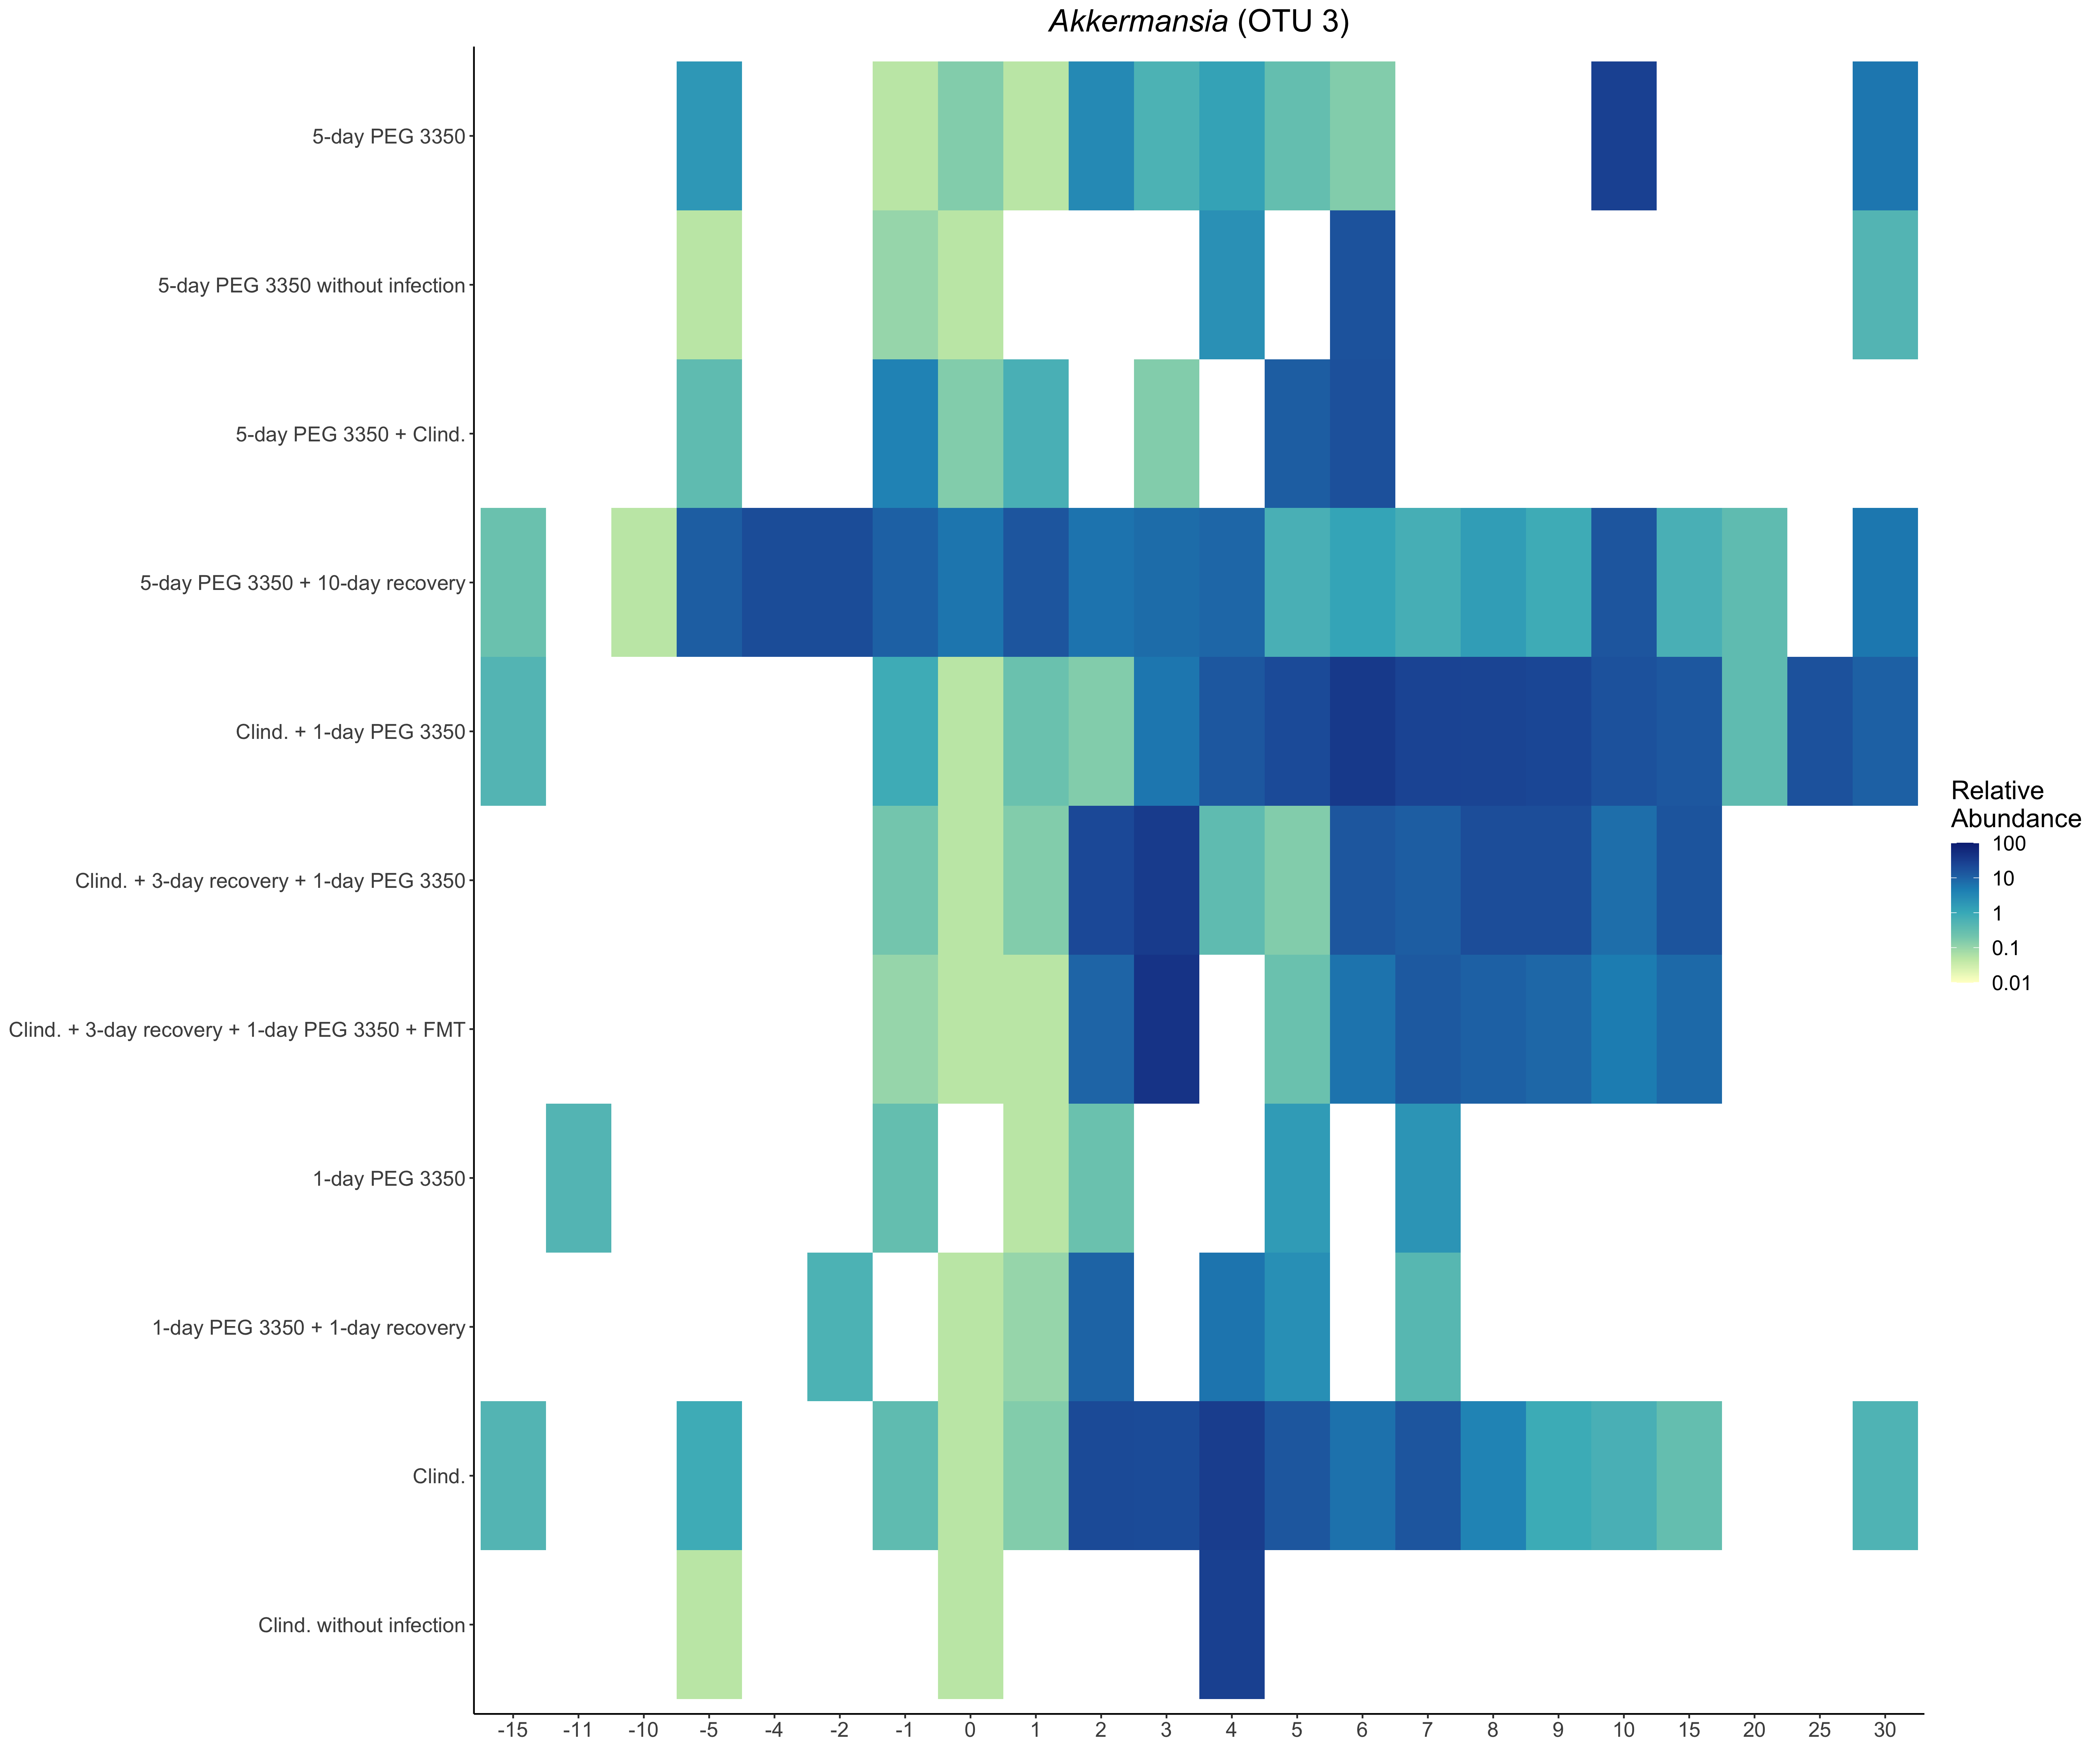 Akkermansia (OTU 3)
5-day PEG 3350
5-day PEG 3350 without infection
5-day PEG 3350 + Clind.
5-day PEG 3350 + 10-day recovery
Clind. + 1-day PEG 3350
Clind. + 3-day recovery + 1-day PEG 3350
Clind. + 3-day recovery + 1-day PEG 3350 + FMT
1-day PEG 3350
1-day PEG 3350 + 1-day recovery
Clind.
Clind. without infection
-15 -11 -10 -5 -4 -2 -1 0 1 2 3 4 5 6 7 8 9 10 15 20 25 30
Relative
Abundance
100
10
1
0.1
0.01